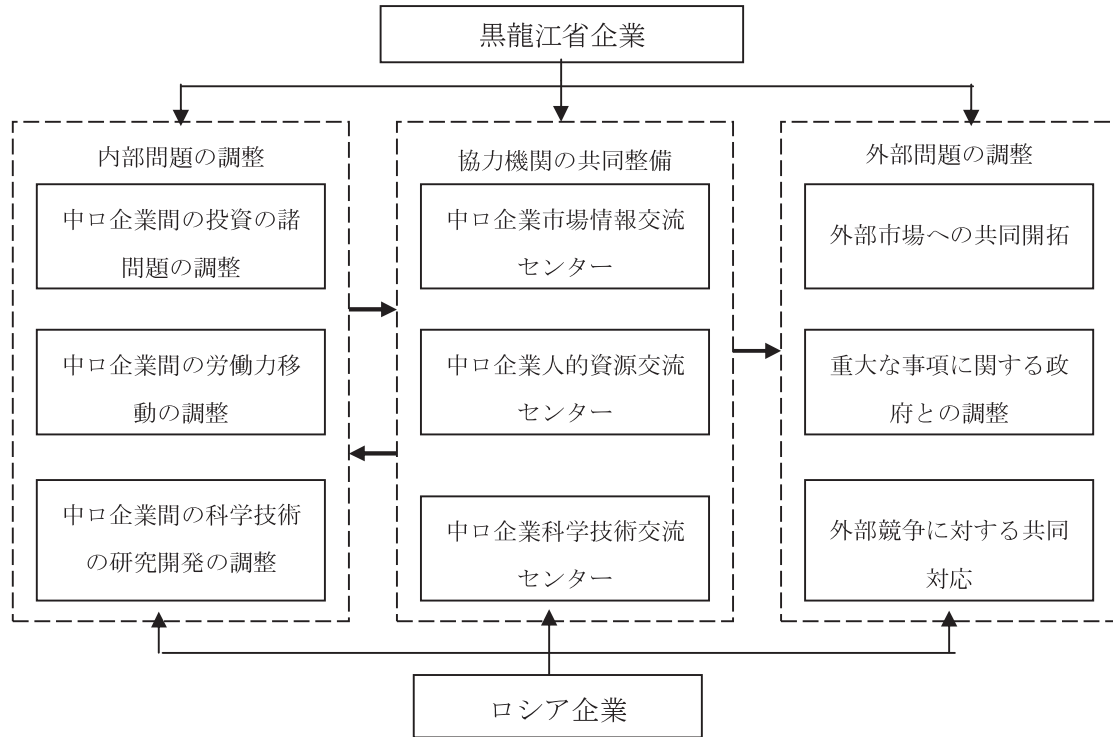 黒龍江省企業
内部問題の調整
中ロ企業間の投資の諸
問題の調整
中ロ企業間の労働力移
動の調整
中ロ企業間の科学技術
の研究開発の調整
協力機関の共同整備
中ロ企業市場情報交流
センター
中ロ企業人的資源交流
センター
中ロ企業科学技術交流
センター
外部問題の調整
外部市場への共同開拓
重大な事項に関する政
府との調整
外部競争に対する共同
対応
ロシア企業